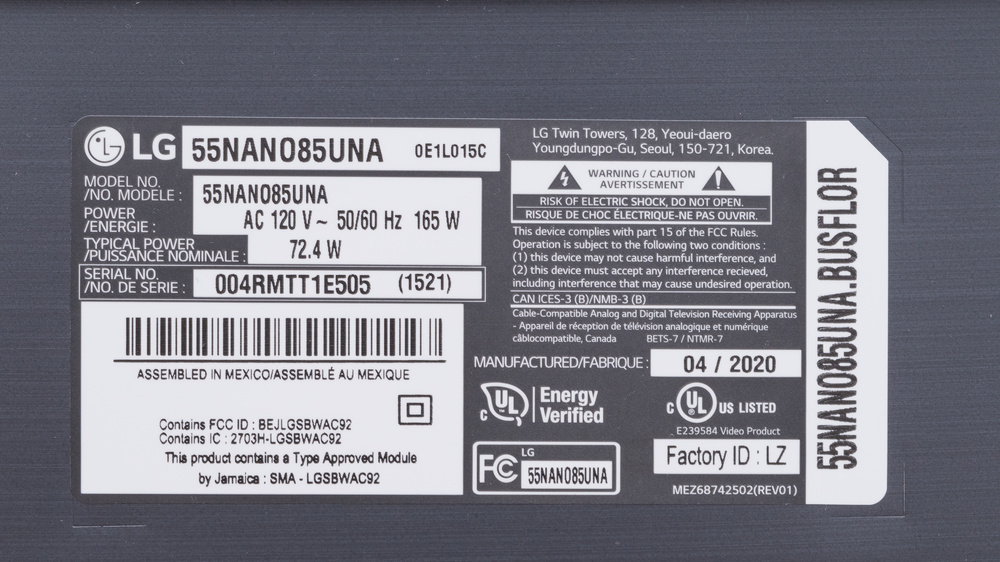 LG 55NANO85UNA 0E1L015C
MODEL NO.
/NO. MODELE : 55NANO85UNA
POWER
/ÉNERGIE : AC 120 V ~ 50/60 Hz 165 W
TYPICAL POWER
/PUISSANCE NOMINALE : 72.4 W
SERIAL NO.
/NO. DE SÉRIE : 004RMTT1E505 (1521)
ASSEMBLED IN MEXICO/ASSEMBLÉ AU MEXIQUE
Contains FCC ID : BEJLGSBWAC92
Contains IC : 2703H-LGSBWAC92
This product contains a Type Approved Module
by Jamaica : SMA - LGSBWAC92
LG Twin Towers, 128, Yeoui-daero
Youngdungpo-Gu, Seoul, 150-721, Korea.
WARNING / CAUTION
AVERTISSEMENT
RISK OF ELECTRIC SHOCK, DO NOT OPEN.
RISQUE DE CHOC ÉLECTRIQUE-NE PAS OUVRIR.
This device complies with part 15 of the FCC Rules.
Operation is subject to the following two conditions :
(1) this device may not cause harmful interference, and
(2) this device must accept any interference recieved,
including interference that may cause undesired operation.
CAN ICES-3 (B)/NMB-3 (B)
Cable-Compatible Analog and Digital Television Receiving Apparatus
- Appareil de réception de télévision analogique et numérique
câblocompatible, Canada BETS-7 / NTMR-7
MANUFACTURED/FABRIQUE : 04 / 2020
c UL Energy
Verified
c UL US LISTED
E239584 Video Product
FC LG
55NANO85UNA
Factory ID : LZ
MEZ68742502(REV01)
55NANO85UNA.BUSFLOR